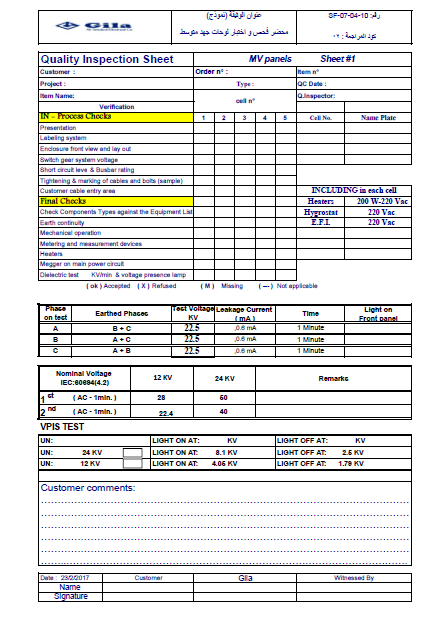 Gila
عنوان الوثيقة (نموذج)
محضر فحص و اختبار لوحات جهد متوسط
رقم: SF-07-04-10
كود المراجعة : ٠٢
Quality Inspection Sheet MV panels Sheet #1
Customer : Order n° : Item n°
Project : Type : QC Date :
Item Name: cell n° Q.Inspector:
Verification
IN – Process Checks 1 2 3 4 5 Cell No. Name Plate
Presentation
Labeling system
Enclosure front view and lay out
Switch gear system voltage
Short circuit leve & Busbar rating
Tightening & marking of cables and bolts (sample)
Customer cable entry area INCLUDING in each cell
Final Checks Heaters 200 W-220 Vac
Check Components Types against the Equipment List Hygrostat 220 Vac
Earth continuity E.F.I. 220 Vac
Mechanical operation
Metering and measurement devices
Heaters
Megger on main power circuit
Dielectric test KV/min & voltage presence lamp
( ok ) Accepted ( X ) Refused ( M ) Missing ( --- ) Not applicable
Phase on test Earthed Phases Test Voltage KV Leakage Current ( mA ) Time Light on Front panel
A B + C 22.5 ,0.6 mA 1 Minute
B A + C 22.5 ,0.6 mA 1 Minute
C A + B 22.5 ,0.6 mA 1 Minute
Nominal Voltage IEC:60694(4.2) 12 KV 24 KV Remarks
1 st ( AC - 1min. ) 28 50
2 nd ( AC - 1min. ) 22.4 40
VPIS TEST
UN: LIGHT ON AT: KV LIGHT OFF AT: KV
UN: 24 KV LIGHT ON AT: 8.1 KV LIGHT OFF AT: 2.5 KV
UN: 12 KV LIGHT ON AT: 4.05 KV LIGHT OFF AT: 1.79 KV
Customer comments:
Date : 23/2/2017 Customer Gila Witnessed By
Name
Signature